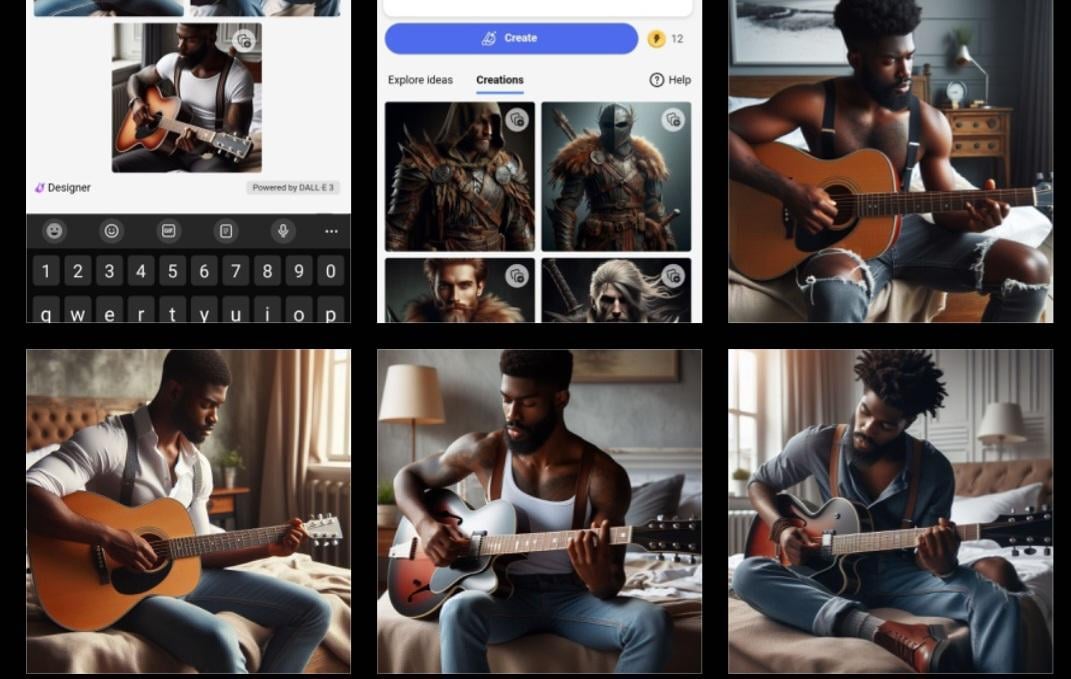 Designer
Powered by DALL·E 3
GIF
1 2 3 4 5 6 7 8 9 0
q w e r t y u i o p
Create
12
Explore ideas
Creations
Help